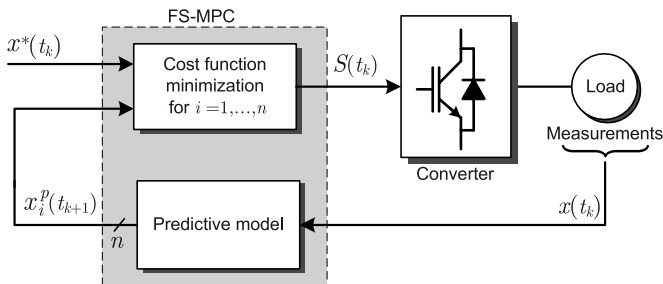 FS-MPC
x*(t_k)
Cost function
minimization
for i=1,...,n
S(t_k)
Converter
Load
Measurements
x_i^p(t_{k+1})
n
Predictive model
x(t_k)